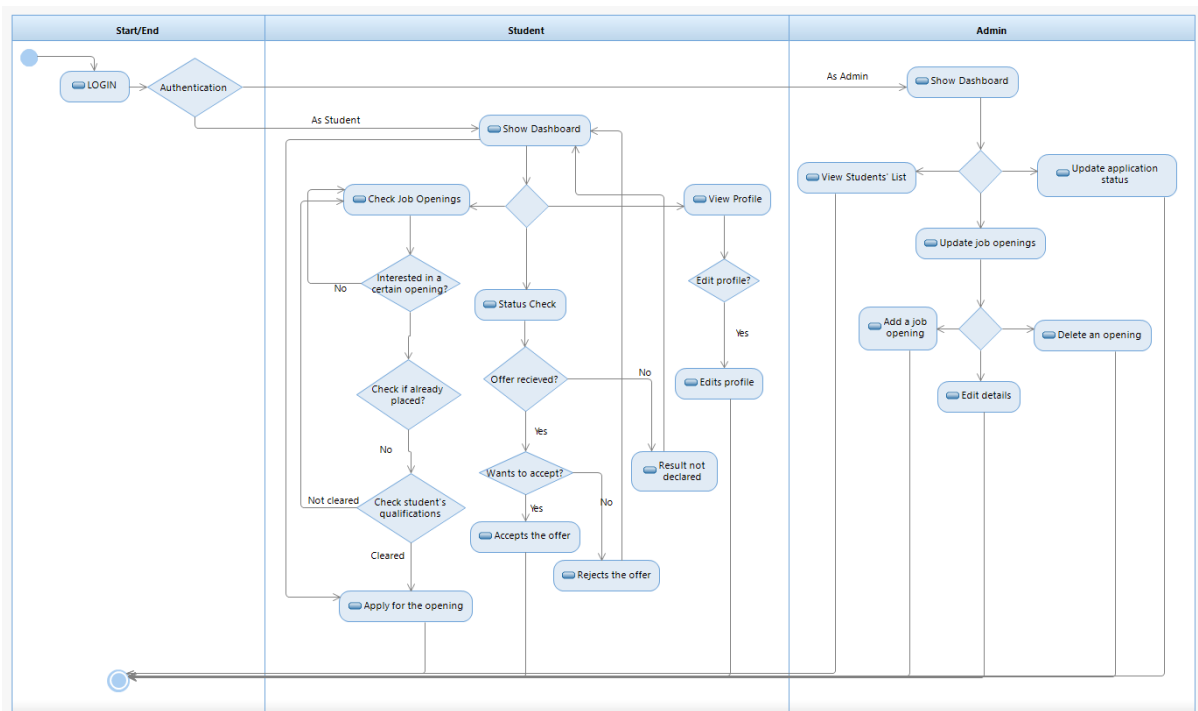 Start/End
Student
Admin
LOGIN
Authentication
As Admin
Show Dashboard
As Student
Show Dashboard
View Students' List
Update application
status
Check Job Openings
View Profile
Update job openings
Interested in a
certain opening?
No
Edit profile?
Status Check
Add a job
opening
Delete an opening
Yes
Check if already
placed?
Offer recieved?
No
Edits profile
Edit details
Yes
No
Wants to accept?
Result not
declared
Not cleared
Check student's
qualifications
Yes
No
Accepts the offer
Cleared
Rejects the offer
Apply for the opening